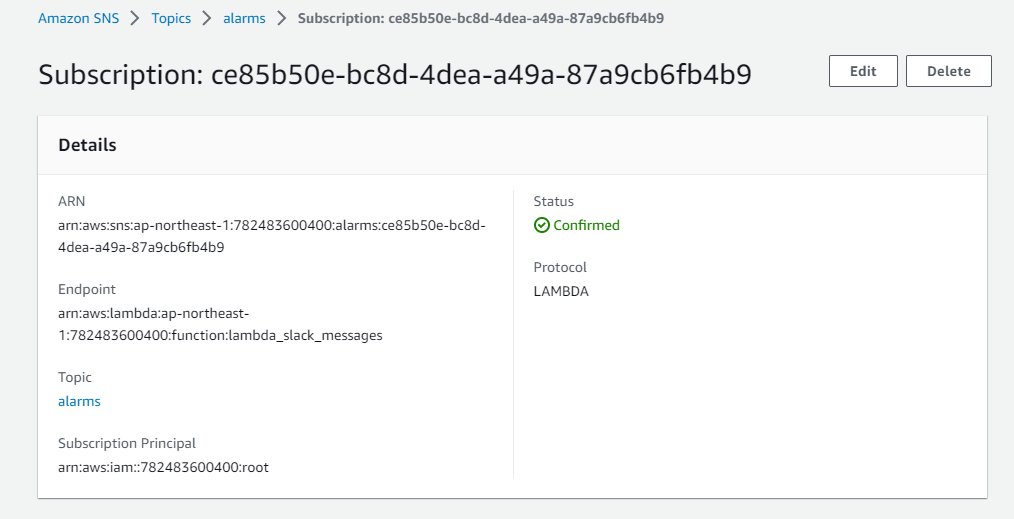 Amazon SNS > Topics > alarms > Subscription: ce85b50e-bc8d-4dea-a49a-87a9cb6fb4b9
Subscription: ce85b50e-bc8d-4dea-a49a-87a9cb6fb4b9
Edit
Delete
Details
ARN
arn:aws:sns:ap-northeast-1:782483600400:alarms:ce85b50e-bc8d-
4dea-a49a-87a9cb6fb4b9
Endpoint
arn:aws:lambda:ap-northeast-
1:782483600400:function:lambda_slack_messages
Topic
alarms
Subscription Principal
arn:aws:iam::782483600400:root
Status
Confirmed
Protocol
LAMBDA